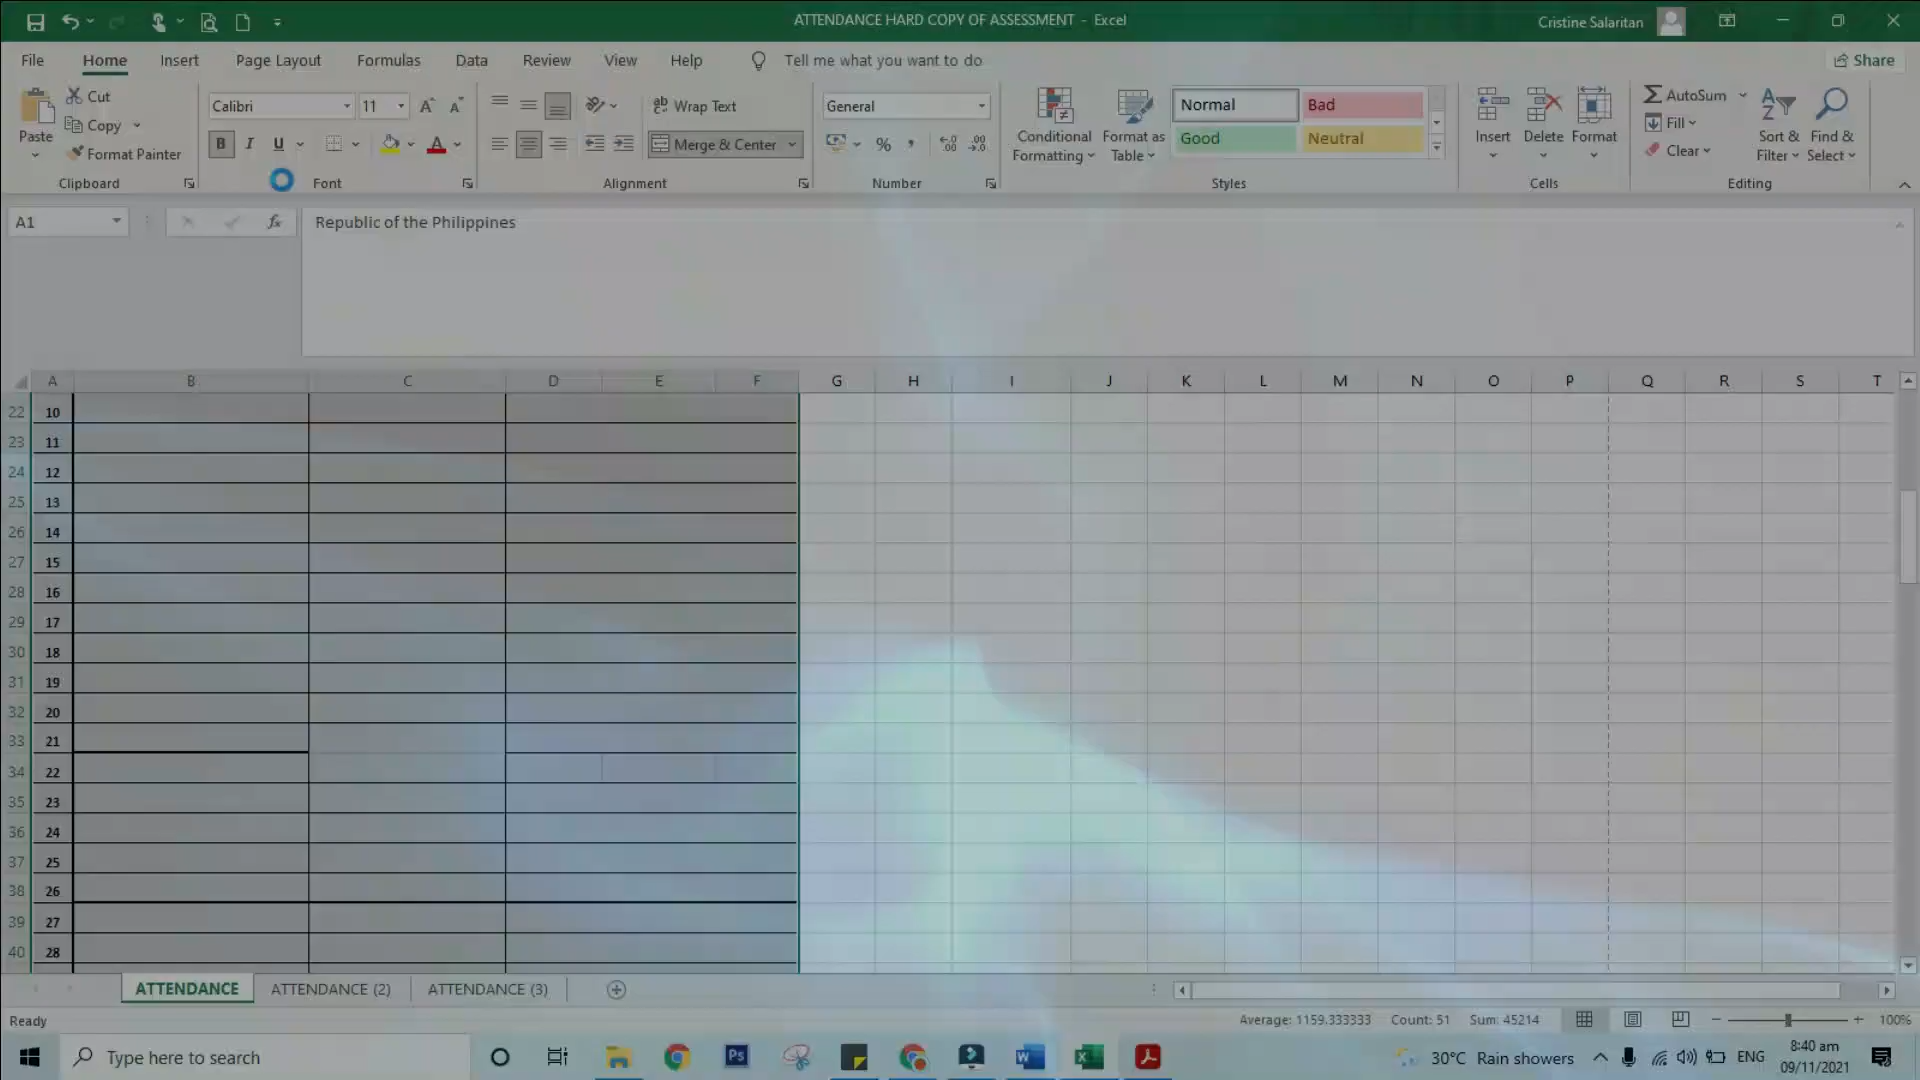 ATTENDANCE HARD COPY OF ASSESSMENT - Excel
Cristine Salaritan
File Home Insert Page Layout Formulas Data Review View Help Tell me what you want to do Share
Cut
Copy
Format Painter
Paste
Clipboard
Calibri 11
B I U
Font
Wrap Text
Merge & Center
Alignment
General
% ,
Number
Conditional
Formatting
Format as
Table
Normal Bad
Good Neutral
Styles
Insert Delete Format
Cells
AutoSum
Fill
Clear
Sort &
Filter
Find &
Select
Editing
A1
fx
Republic of the Philippines
A B C D E F G H I J K L M N O P Q R S T
22 10
23 11
24 12
25 13
26 14
27 15
28 16
29 17
30 18
31 19
32 20
33 21
34 22
35 23
36 24
37 25
38 26
39 27
40 28
ATTENDANCE ATTENDANCE (2) ATTENDANCE (3)
Ready
Average: 1159.333333 Count: 51 Sum: 45214
100%
Type here to search
30°C Rain showers
ENG
8:40 am
09/11/2021